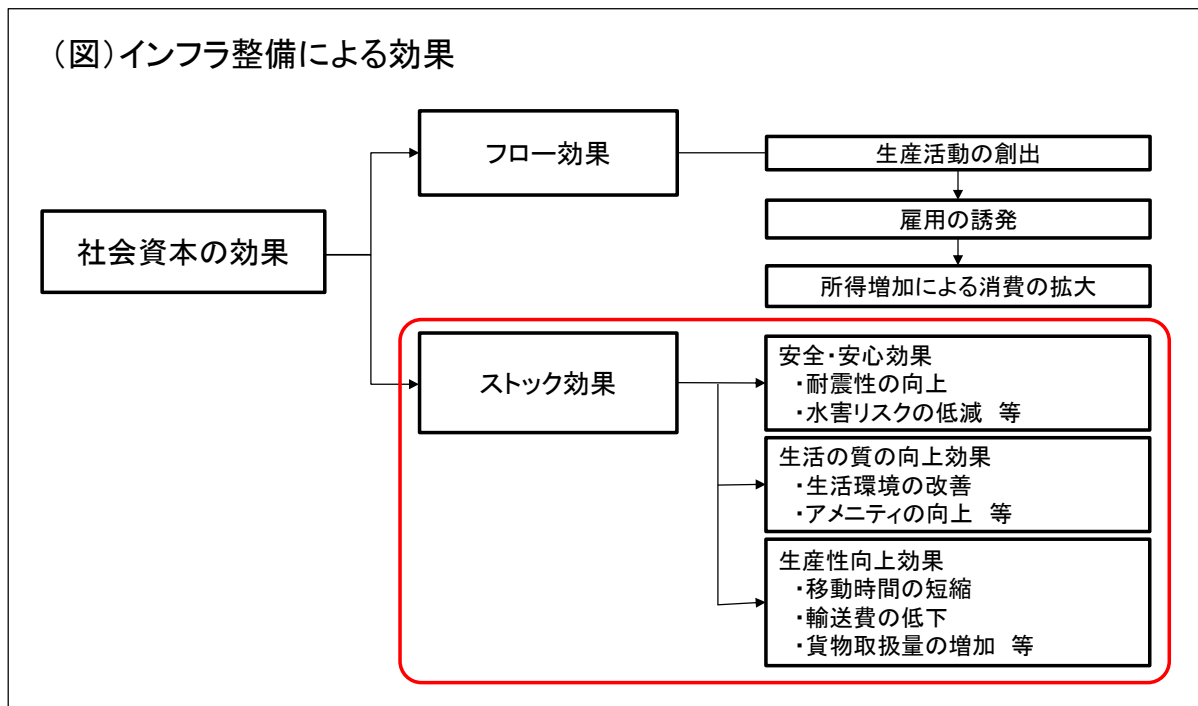 (図)インフラ整備による効果
社会資本の効果
フロー効果
生産活動の創出
雇用の誘発
所得増加による消費の拡大
ストック効果
安全・安心効果
・耐震性の向上
・水害リスクの低減　等
生活の質の向上効果
・生活環境の改善
・アメニティの向上　等
生産性向上効果
・移動時間の短縮
・輸送費の低下
・貨物取扱量の増加　等